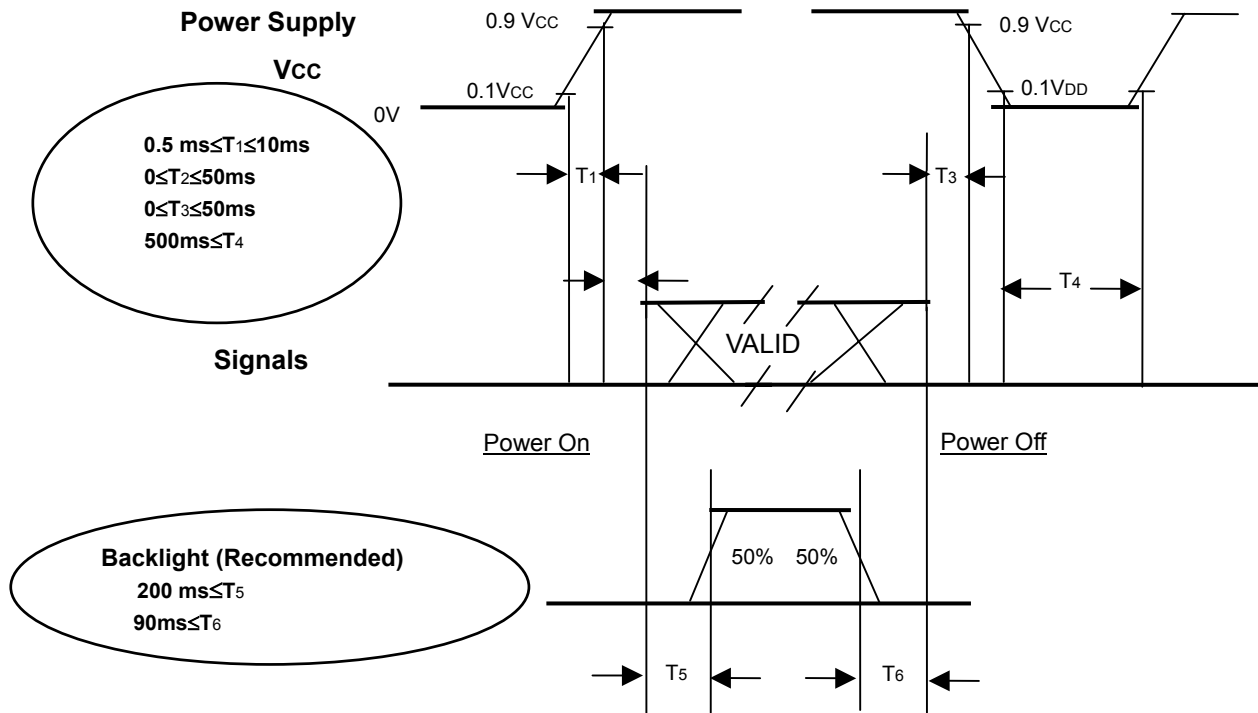 Power Supply
VCC
0.9 VCC
0.1VCC
0V
0.9 VCC
0.1VDD
0.5 ms≤T1≤10ms
0≤T2≤50ms
0≤T3≤50ms
500ms≤T4
T1
T3
T4
VALID
Signals
Power On
Power Off
Backlight (Recommended)
200 ms≤T5
90ms≤T6
50%
50%
T5
T6